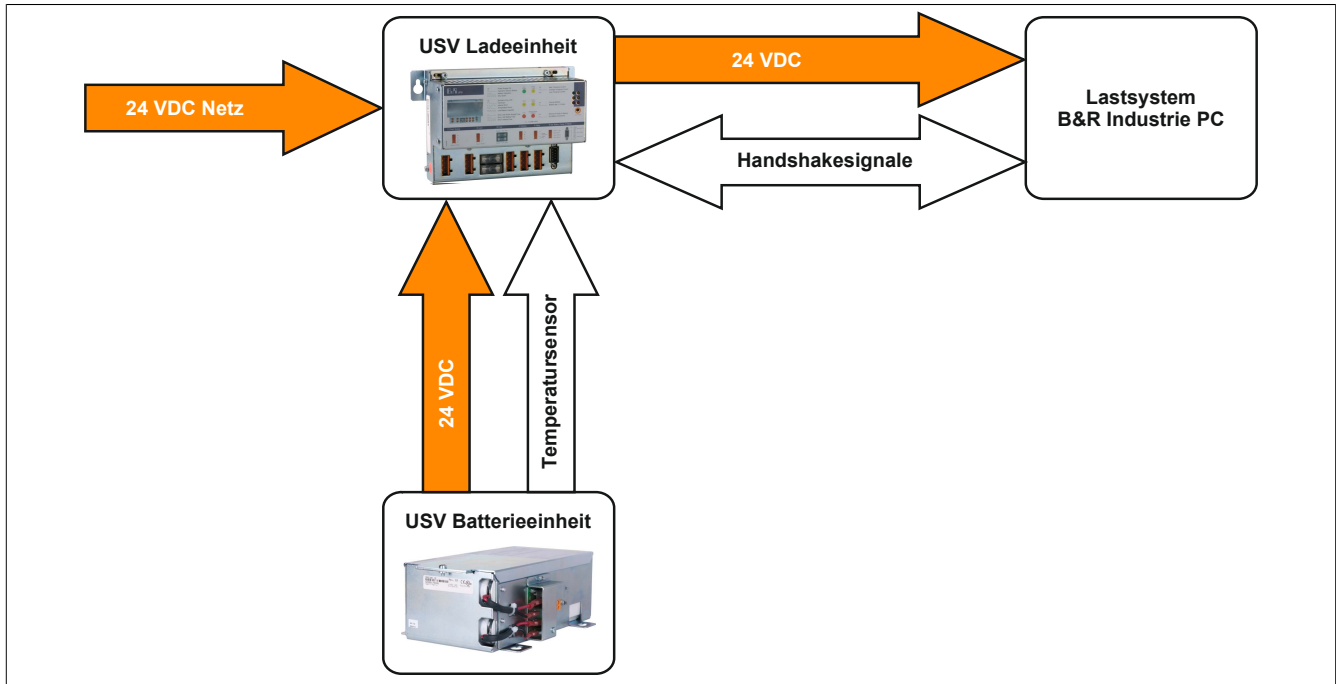 USV Ladeeinheit
24 VDC Netz
24 VDC
Lastsystem
B&R Industrie PC
Handshakesignale
24 VDC
Temperatursensor
USV Batterieeinheit